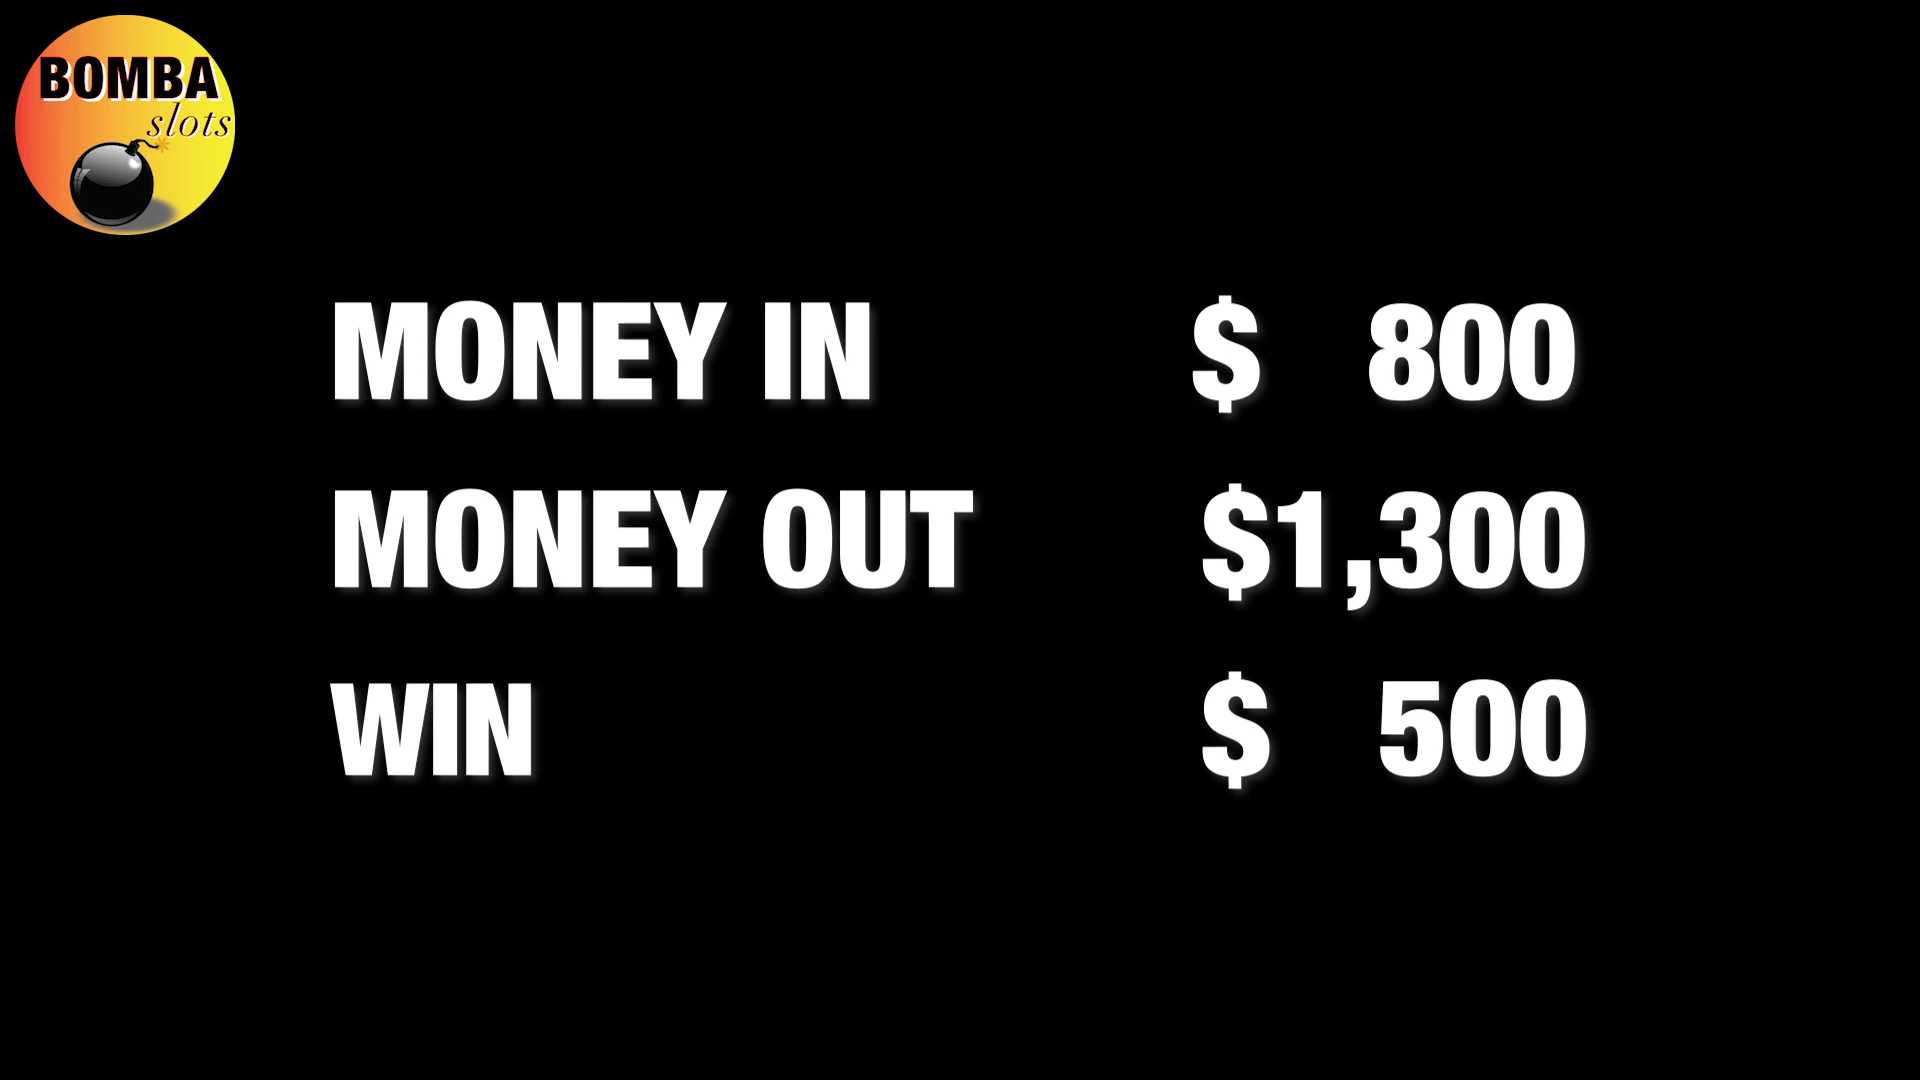 BOMBA
slots
MONEY IN $ 800
MONEY OUT $1,300
WIN $ 500